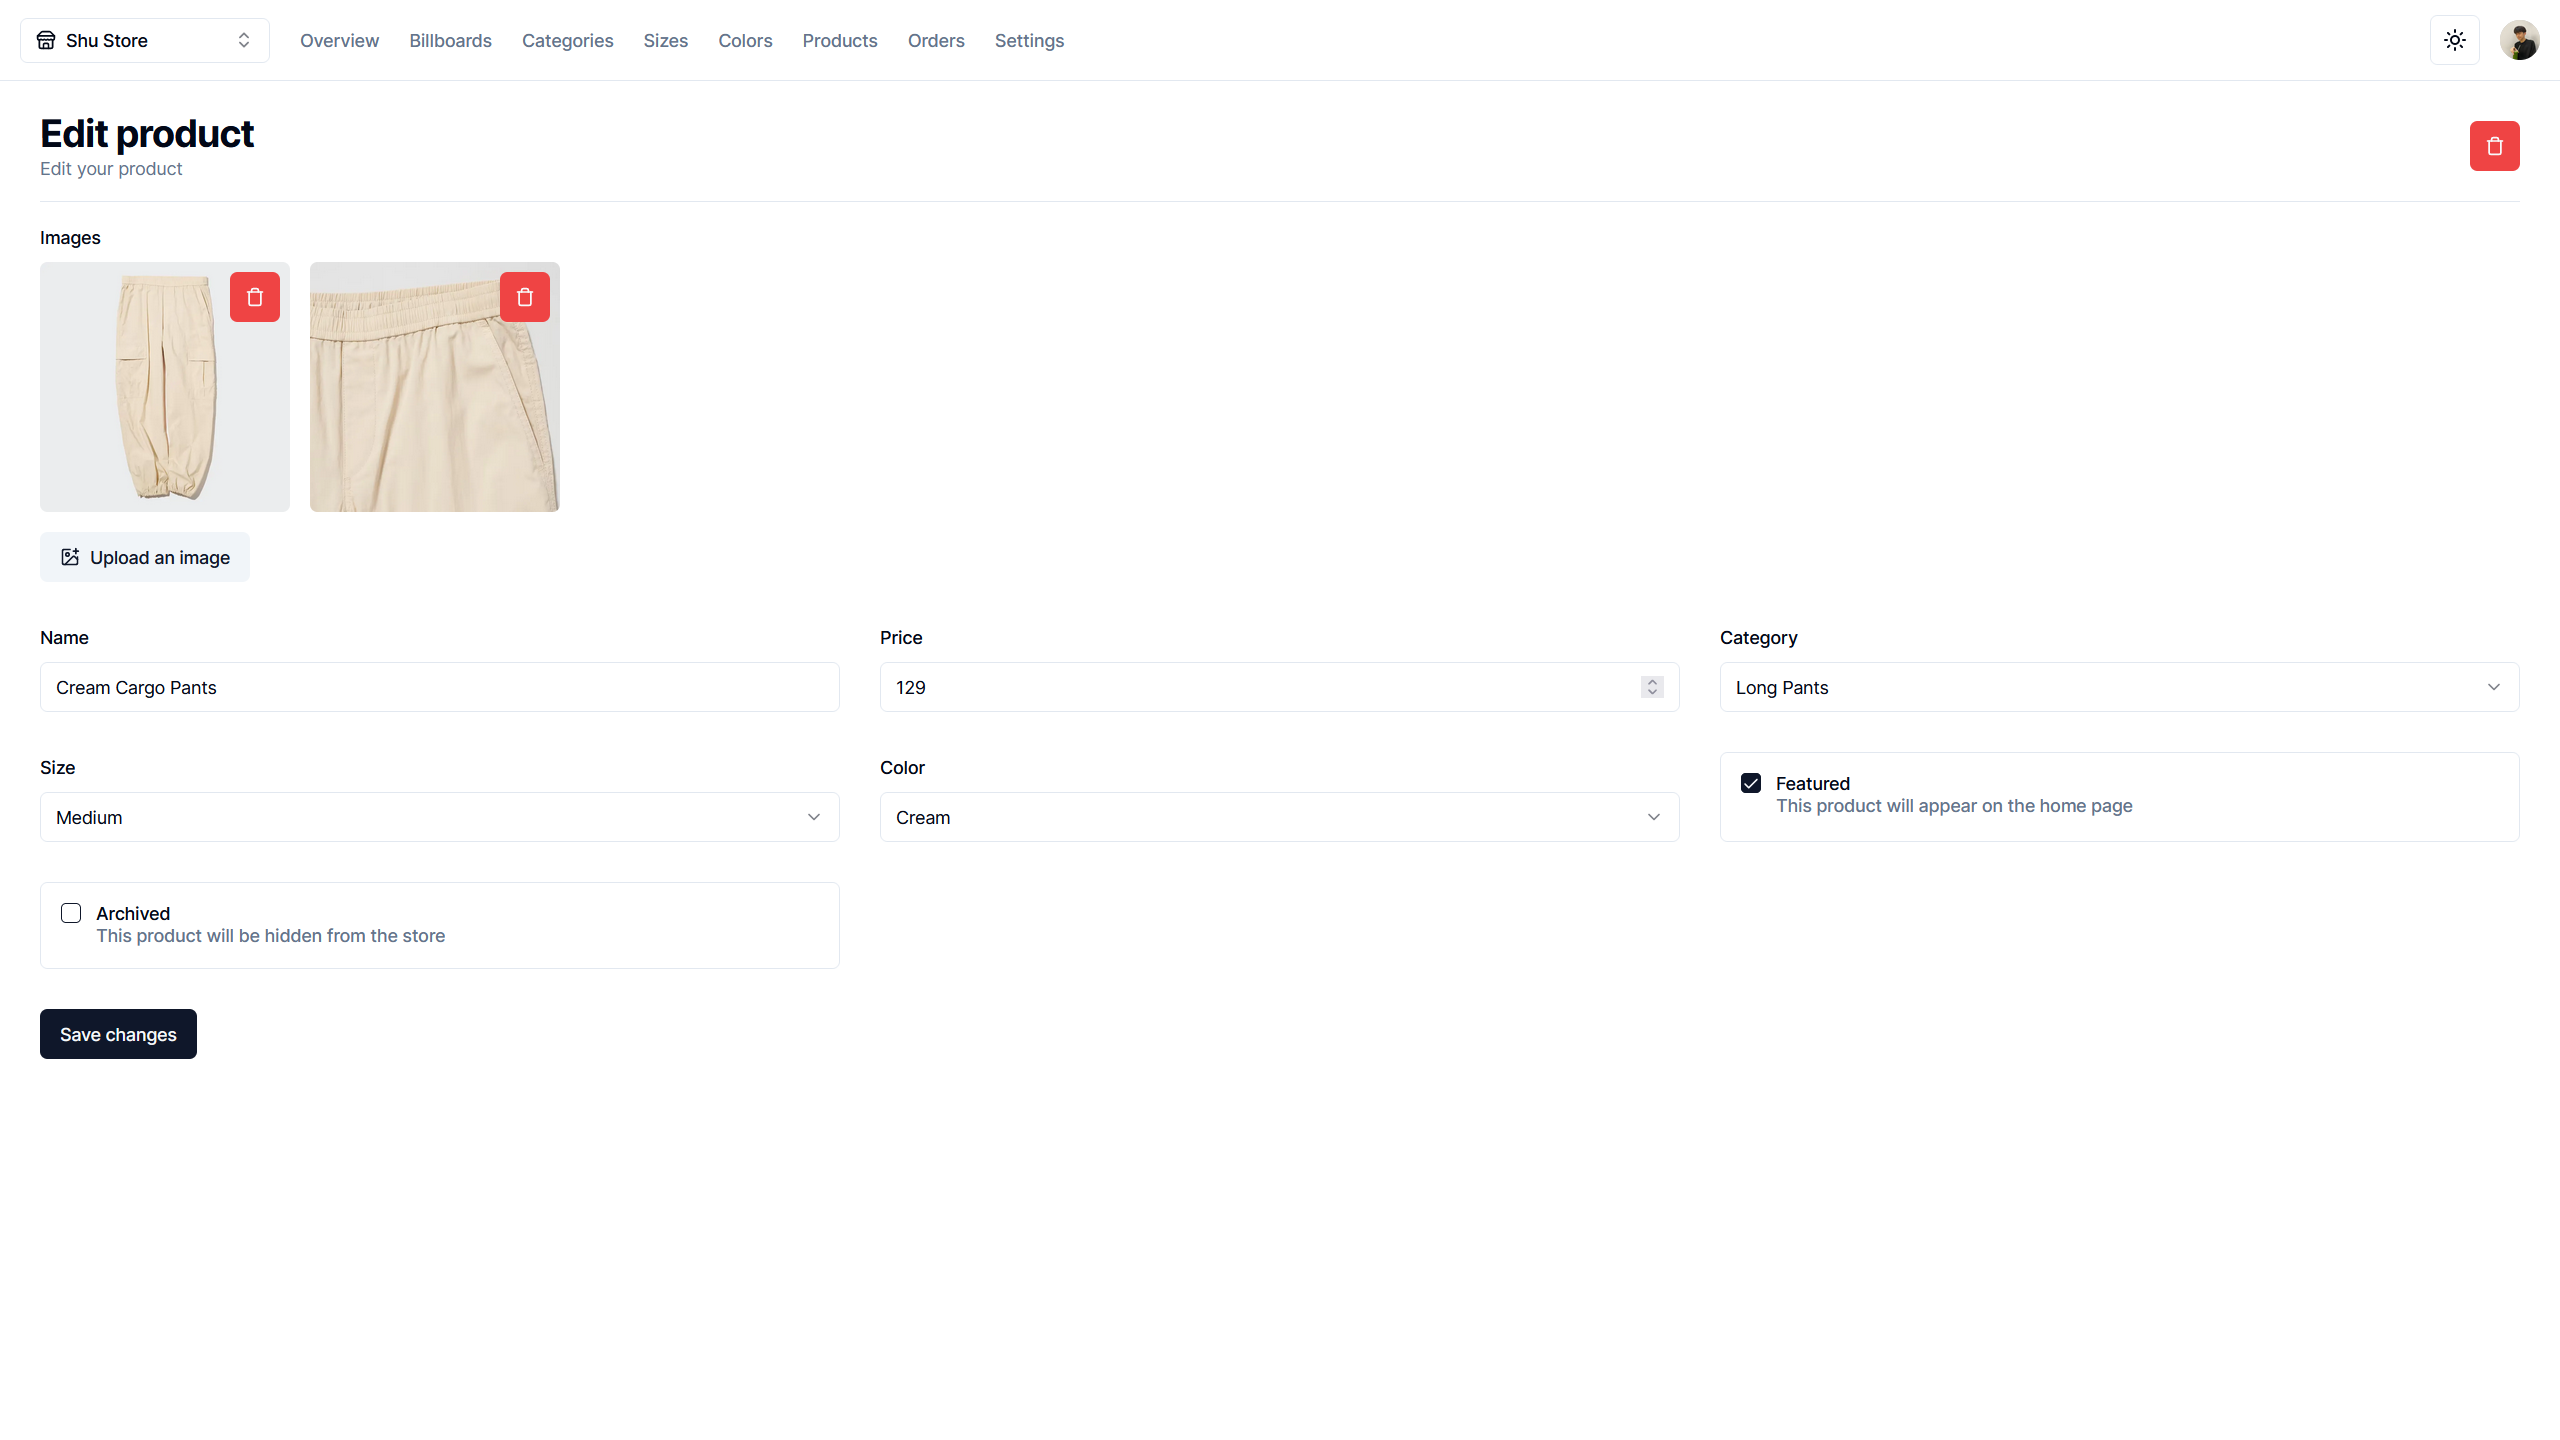 Shu Store
Overview
Billboards
Categories
Sizes
Colors
Products
Orders
Settings
Edit product
Edit your product
Images
Upload an image
Name
Price
Category
Cream Cargo Pants
129
Long Pants
Size
Color
Medium
Cream
Featured
This product will appear on the home page
Archived
This product will be hidden from the store
Save changes